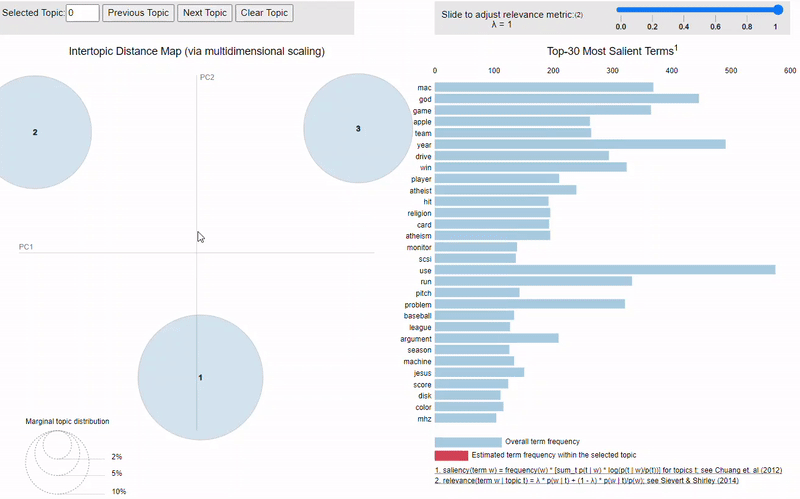 Selected Topic: 0 Previous Topic Next Topic Clear Topic
Slide to adjust relevance metric:(2)
λ = 1
0.0 0.2 0.4 0.6 0.8 1
Intertopic Distance Map (via multidimensional scaling)
PC2
PC1
2
3
1
Marginal topic distribution
2%
5%
10%
Top-30 Most Salient Terms1
0 100 200 300 400 500 600
mac
god
game
apple
team
year
drive
win
player
atheist
hit
religion
card
atheism
monitor
scsi
use
run
pitch
problem
baseball
league
argument
season
machine
jesus
score
disk
color
mhz
Overall term frequency
Estimated term frequency within the selected topic
1. saliency(term w) = frequency(w) * [sum_t p(t | w) * log(p(t | w)/p(t))] for topics t; see Chuang et. al (2012)
2. relevance(term w | topic t) = λ * p(w | t) + (1 - λ) * p(w | t)/p(w); see Sievert & Shirley (2014)